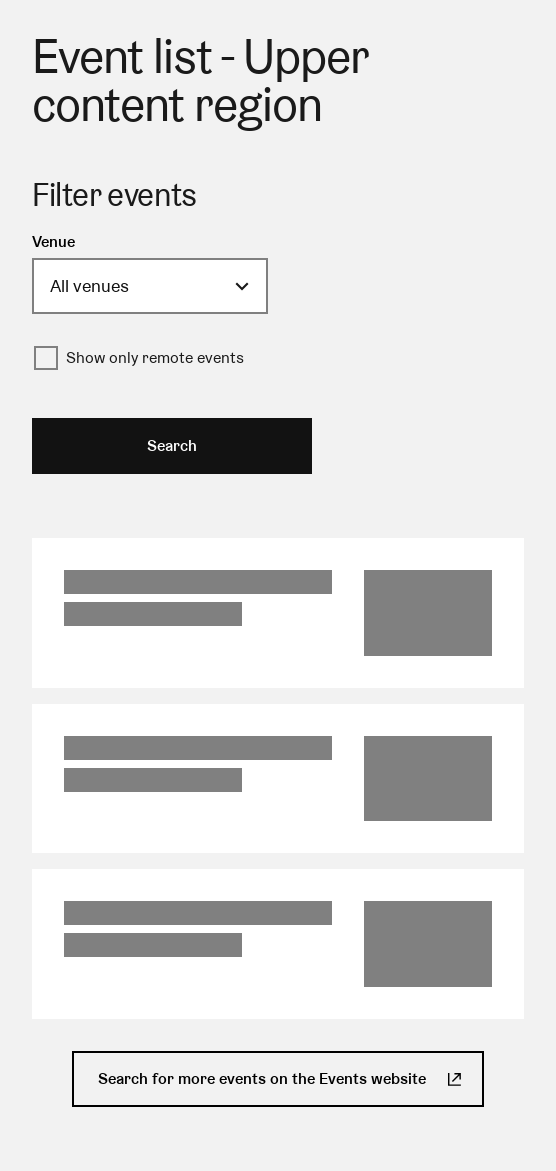 Event list - Upper
content region
Filter events
Venue
All venues
Show only remote events
Search
Search for more events on the Events website